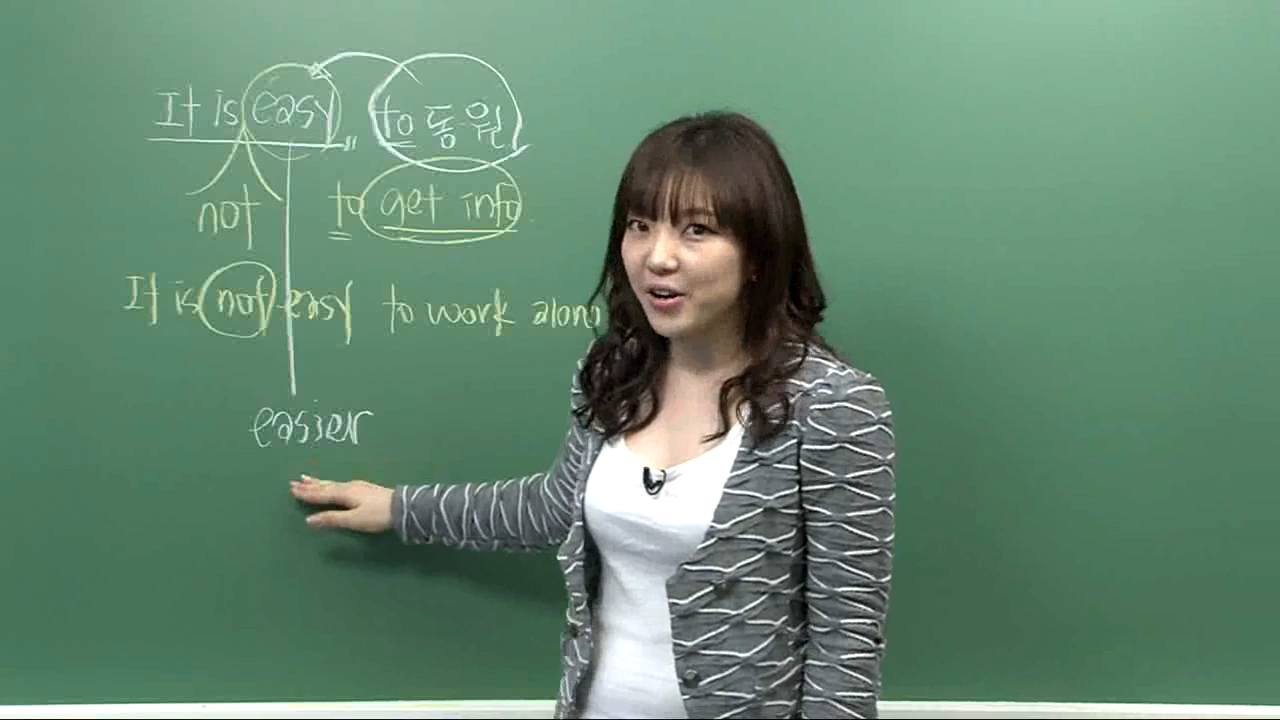 It is easy to 동·원
not to get info.
It is not easy to work alone
easier